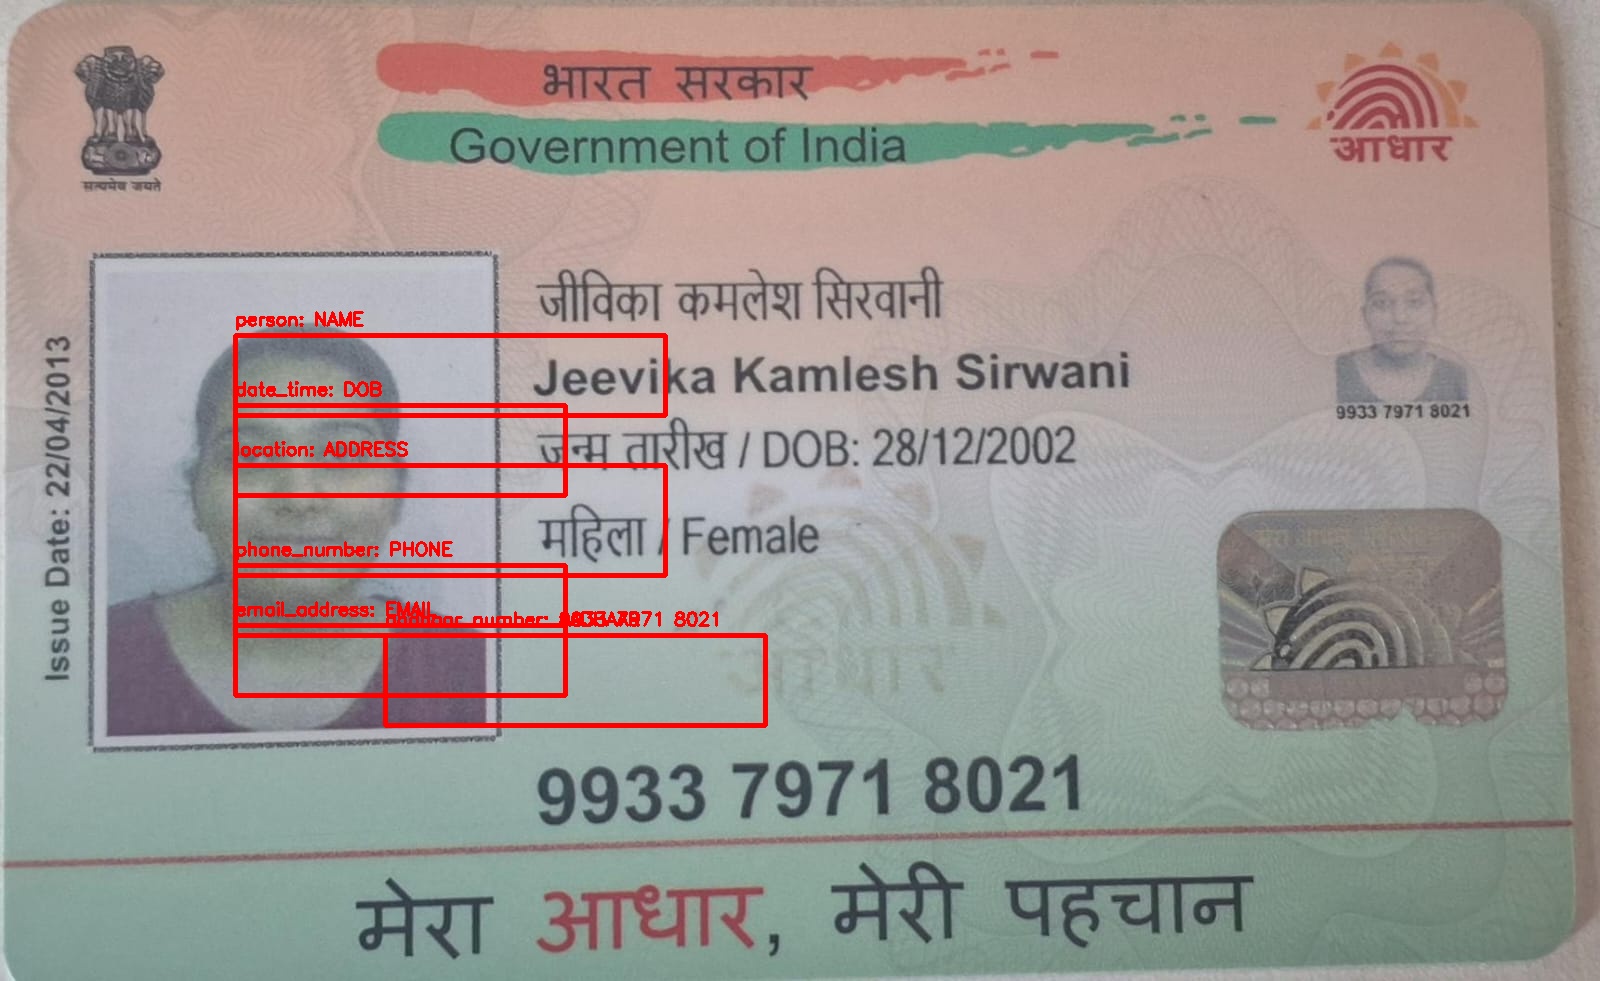 भारत सरकार
Government of India
सत्यमेव जयते
आधार
Issue Date: 22/04/2013
जीविका कमलेश सिरवानी
person: NAME
Jeevika Kamlesh Sirwani
date_time: DOB
9933 7971 8021
जन्म तारीख / DOB: 28/12/2002
location: ADDRESS
महिला / Female
phone_number: PHONE
email_address: EMAIL
number: 7971 8021
आधार
9933 7971 8021
मेरा आधार, मेरी पहचान